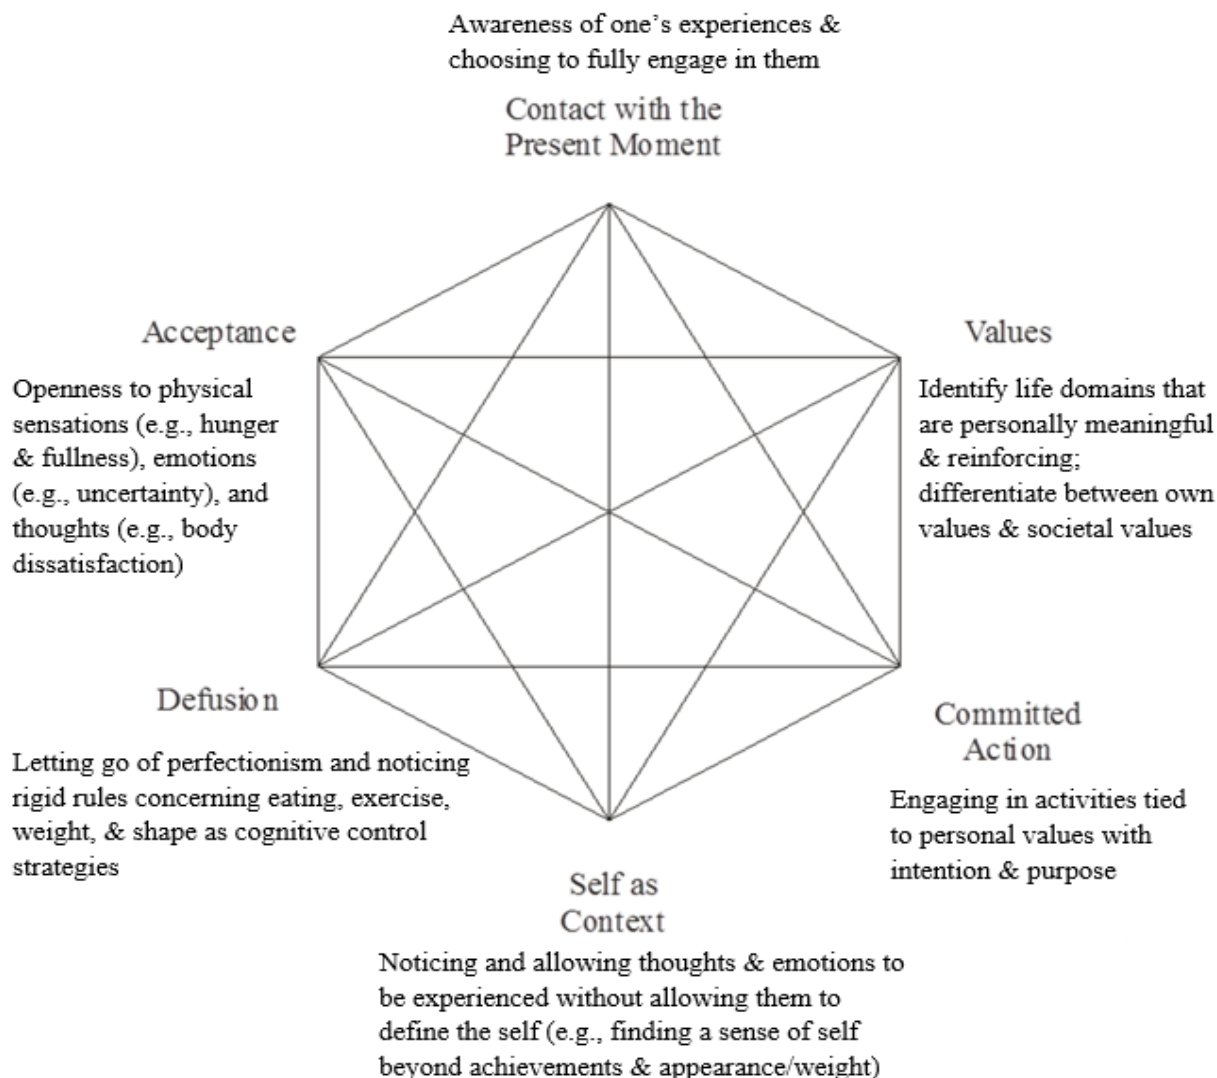 Awareness of one’s experiences &
choosing to fully engage in them
Contact with the
Present Moment
Acceptance
Openness to physical
sensations (e.g., hunger
& fullness), emotions
(e.g., uncertainty), and
thoughts (e.g., body
dissatisfaction)
Values
Identify life domains that
are personally meaningful
& reinforcing;
differentiate between own
values & societal values
Defusion
Letting go of perfectionism and noticing
rigid rules concerning eating, exercise,
weight, & shape as cognitive control
strategies
Committed
Action
Engaging in activities tied
to personal values with
intention & purpose
Self as
Context
Noticing and allowing thoughts & emotions to
be experienced without allowing them to
define the self (e.g., finding a sense of self
beyond achievements & appearance/weight)